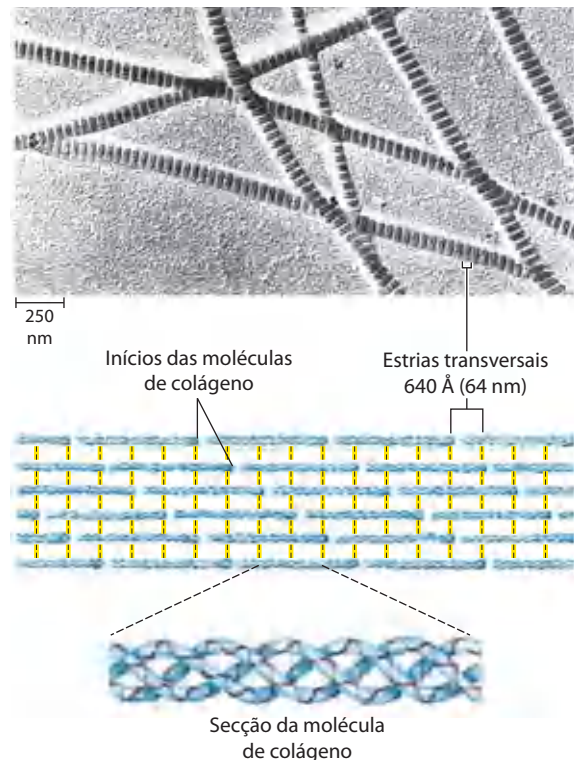 250
nm
Inícios das moléculas
de colágeno
Estrias transversais
640 Å (64 nm)
Secção da molécula
de colágeno